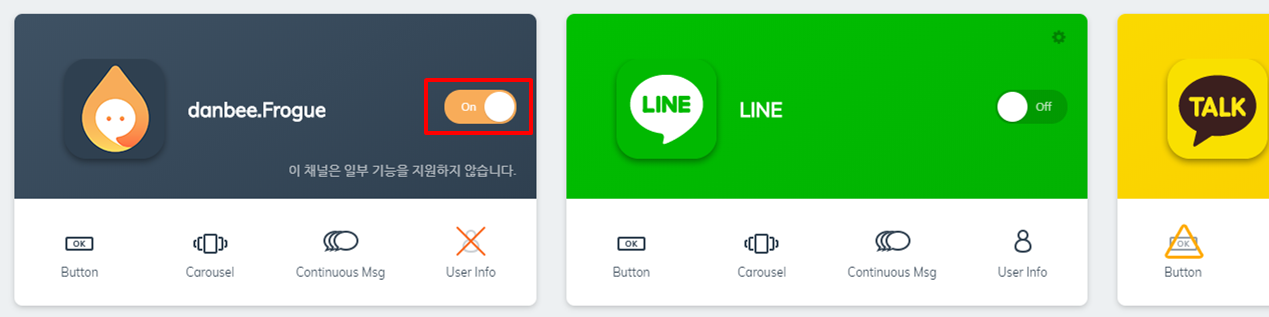 danbee.Frogue
On
이 채널은 일부 기능을 지원하지 않습니다.
OK
Button
Carousel
Continuous Msg
User Info
LINE
LINE
Off
OK
Button
Carousel
Continuous Msg
User Info
TALK
OK
Button